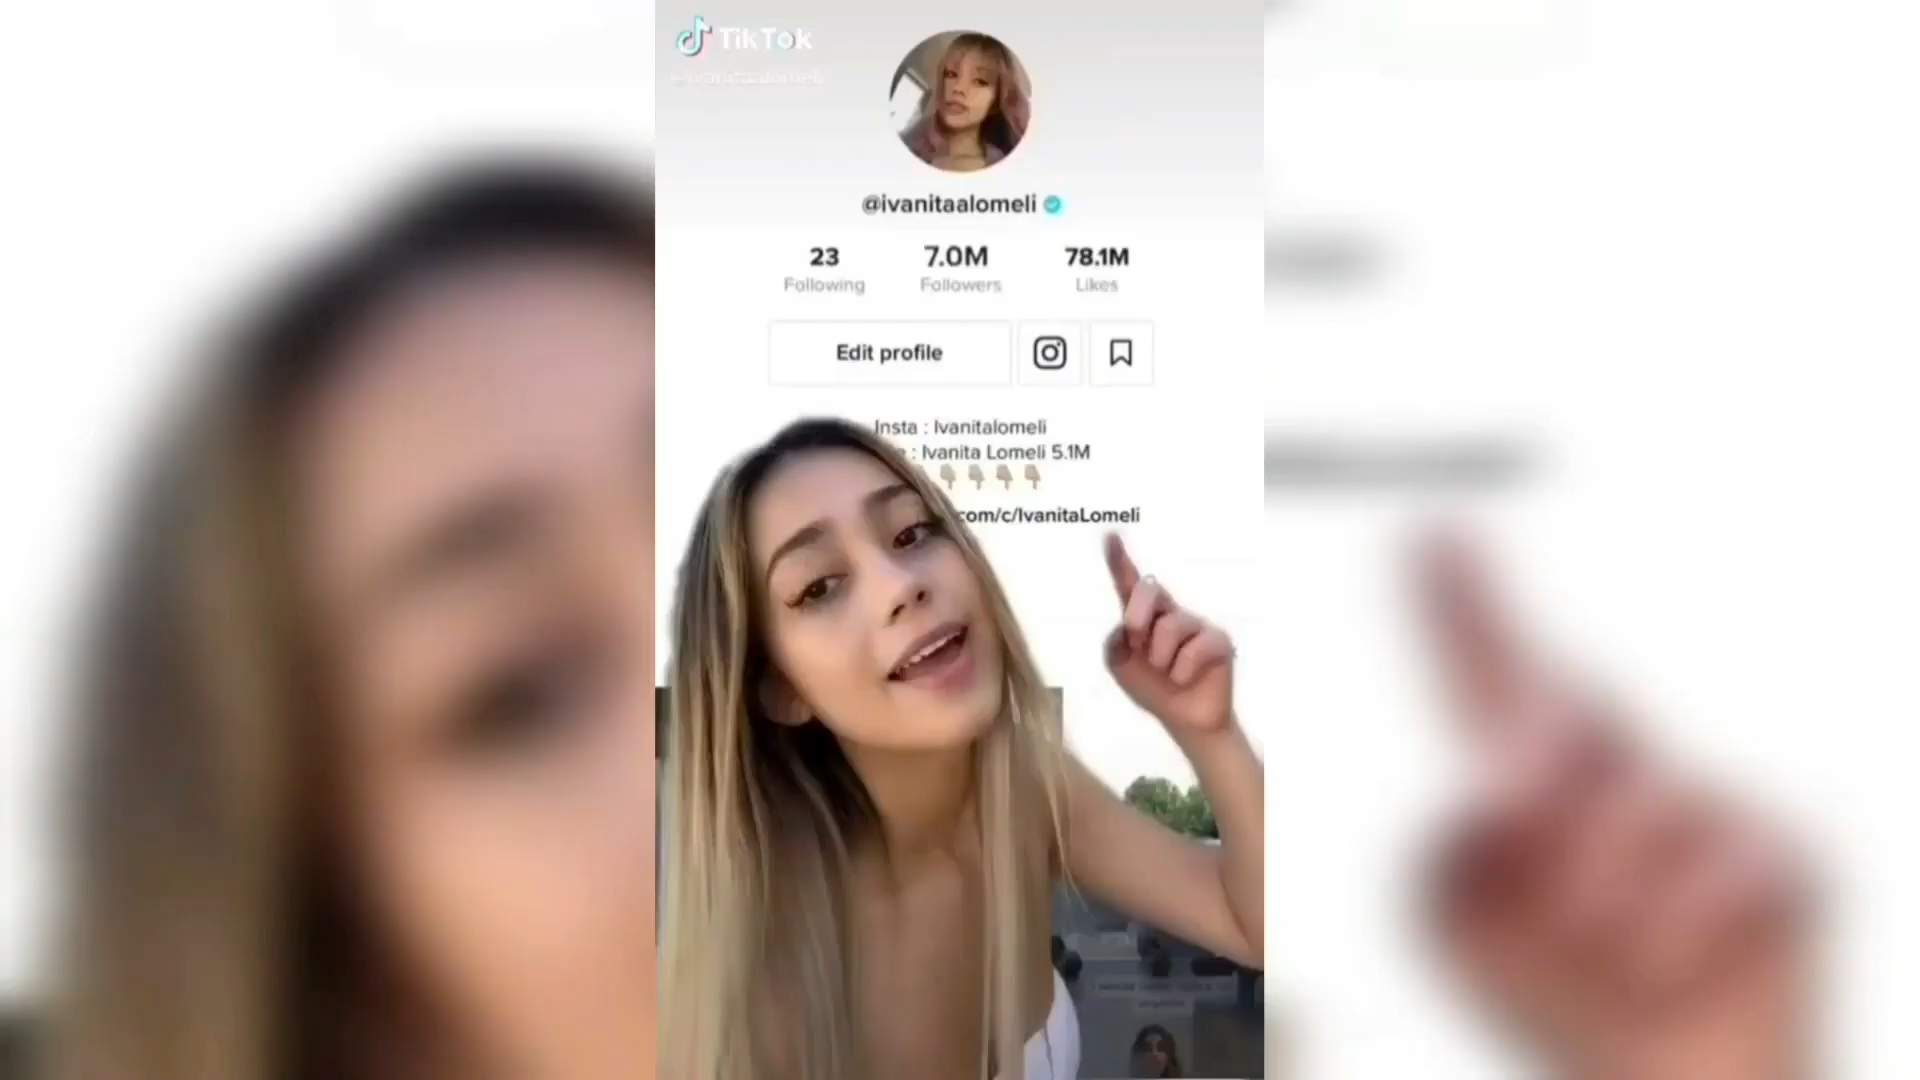 TikTok
@ivanitaalomeli
23 7.0M 78.1M
Following Followers Likes
Edit profile
Insta : Ivanitalomeli
: Ivanita Lomeli 5.1M
com/c/IvanitaLomeli